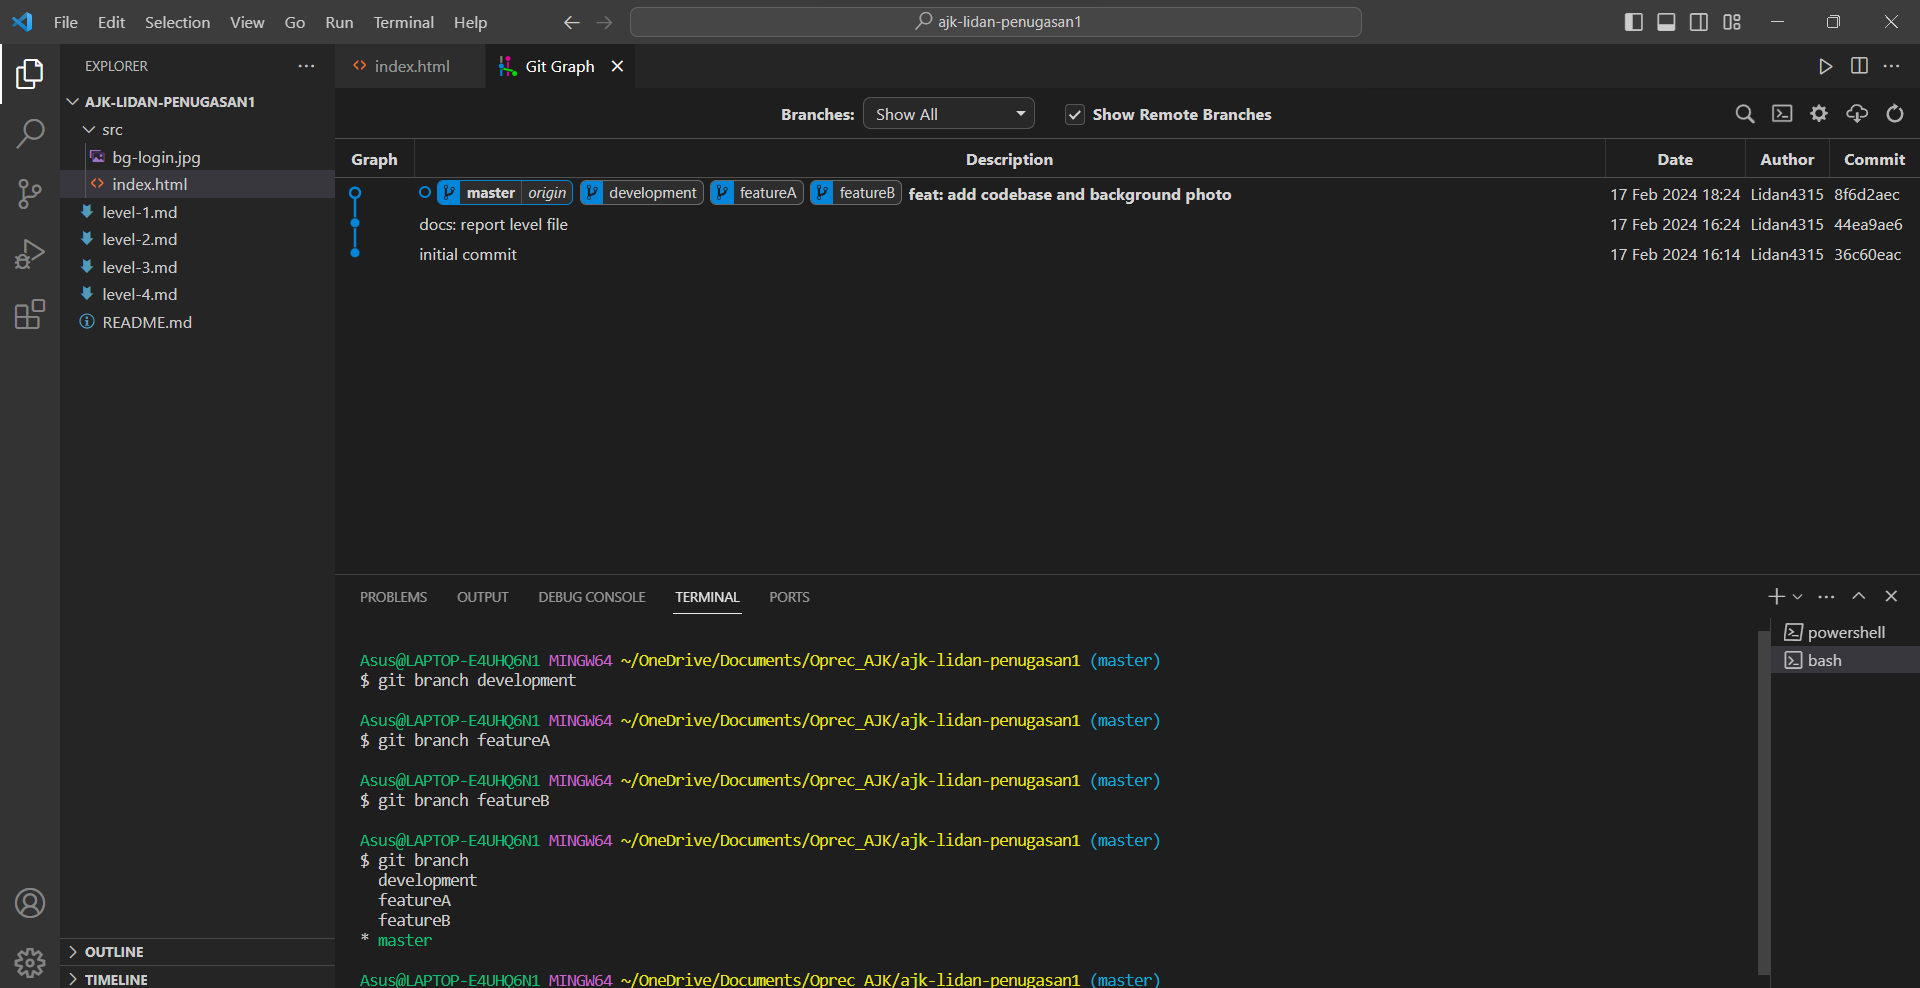 File Edit Selection View Go Run Terminal Help
ajk-lidan-penugasan1
EXPLORER
AJK-LIDAN-PENUGASAN1
src
bg-login.jpg
index.html
level-1.md
level-2.md
level-3.md
level-4.md
README.md
OUTLINE
TIMELINE
index.html Git Graph
Branches: Show All Show Remote Branches
Graph Description Date Author Commit
master origin development featureA featureB feat: add codebase and background photo 17 Feb 2024 18:24 Lidan4315 8f6d2aec
docs: report level file 17 Feb 2024 16:24 Lidan4315 44ea9ae6
initial commit 17 Feb 2024 16:14 Lidan4315 36c60eac
PROBLEMS OUTPUT DEBUG CONSOLE TERMINAL PORTS
Asus@LAPTOP-E4UHQ6N1 MINGW64 ~/OneDrive/Documents/Oprec_AJK/ajk-lidan-penugasan1 (master)
$ git branch development
Asus@LAPTOP-E4UHQ6N1 MINGW64 ~/OneDrive/Documents/Oprec_AJK/ajk-lidan-penugasan1 (master)
$ git branch featureA
Asus@LAPTOP-E4UHQ6N1 MINGW64 ~/OneDrive/Documents/Oprec_AJK/ajk-lidan-penugasan1 (master)
$ git branch featureB
Asus@LAPTOP-E4UHQ6N1 MINGW64 ~/OneDrive/Documents/Oprec_AJK/ajk-lidan-penugasan1 (master)
$ git branch
development
featureA
featureB
* master
Asus@LAPTOP-E4UHQ6N1 MINGW64 ~/OneDrive/Documents/Oprec_AJK/ajk-lidan-penugasan1 (master)
powershell
bash